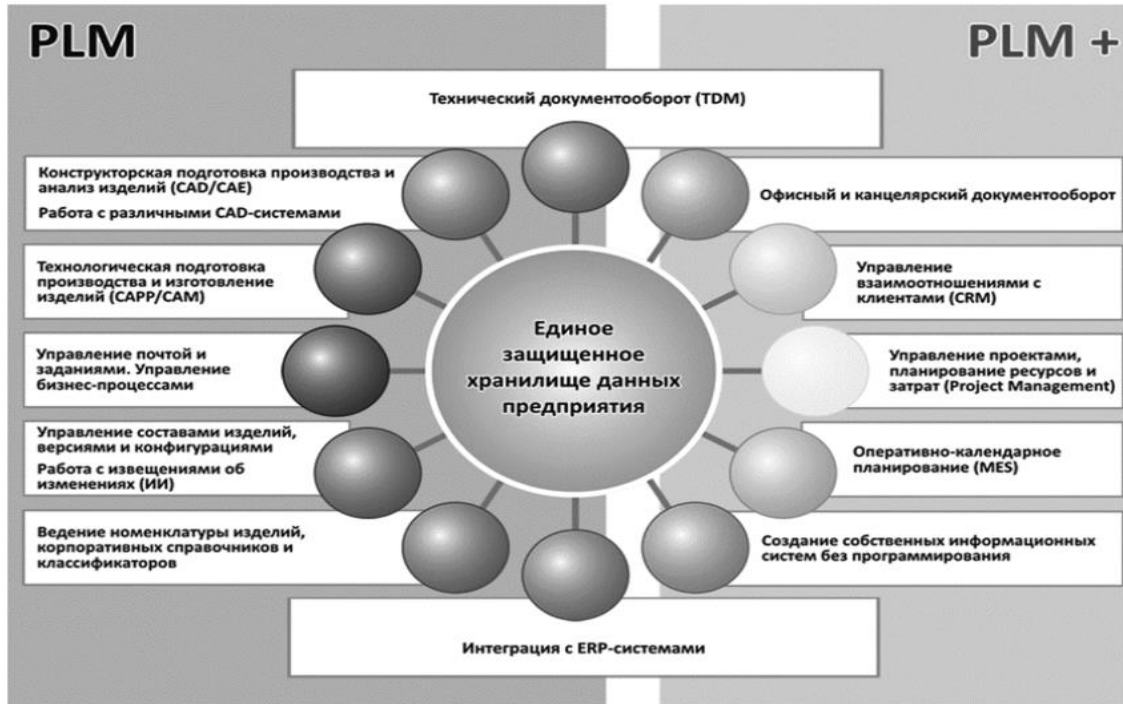 PLM
PLM +
Технический документооборот (TDM)
Конструкторская подготовка производства и
анализ изделий (CAD/CAE)
Работа с различными CAD-системами
Технологическая подготовка
производства и изготовление
изделий (CAPP/CAM)
Управление почтой и
заданиями. Управление
бизнес-процессами
Управление составами изделий,
версиями и конфигурациями
Работа с извещениями об
изменениях (ИИ)
Ведение номенклатуры изделий,
корпоративных справочников и
классификаторов
Единое
защищенное
хранилище данных
предприятия
Офисный и канцелярский документооборот
Управление
взаимоотношениями с
клиентами (CRM)
Управление проектами,
планирование ресурсов и
затрат (Project Management)
Оперативно-календарное
планирование (MES)
Создание собственных информационных
систем без программирования
Интеграция с ERP-системами